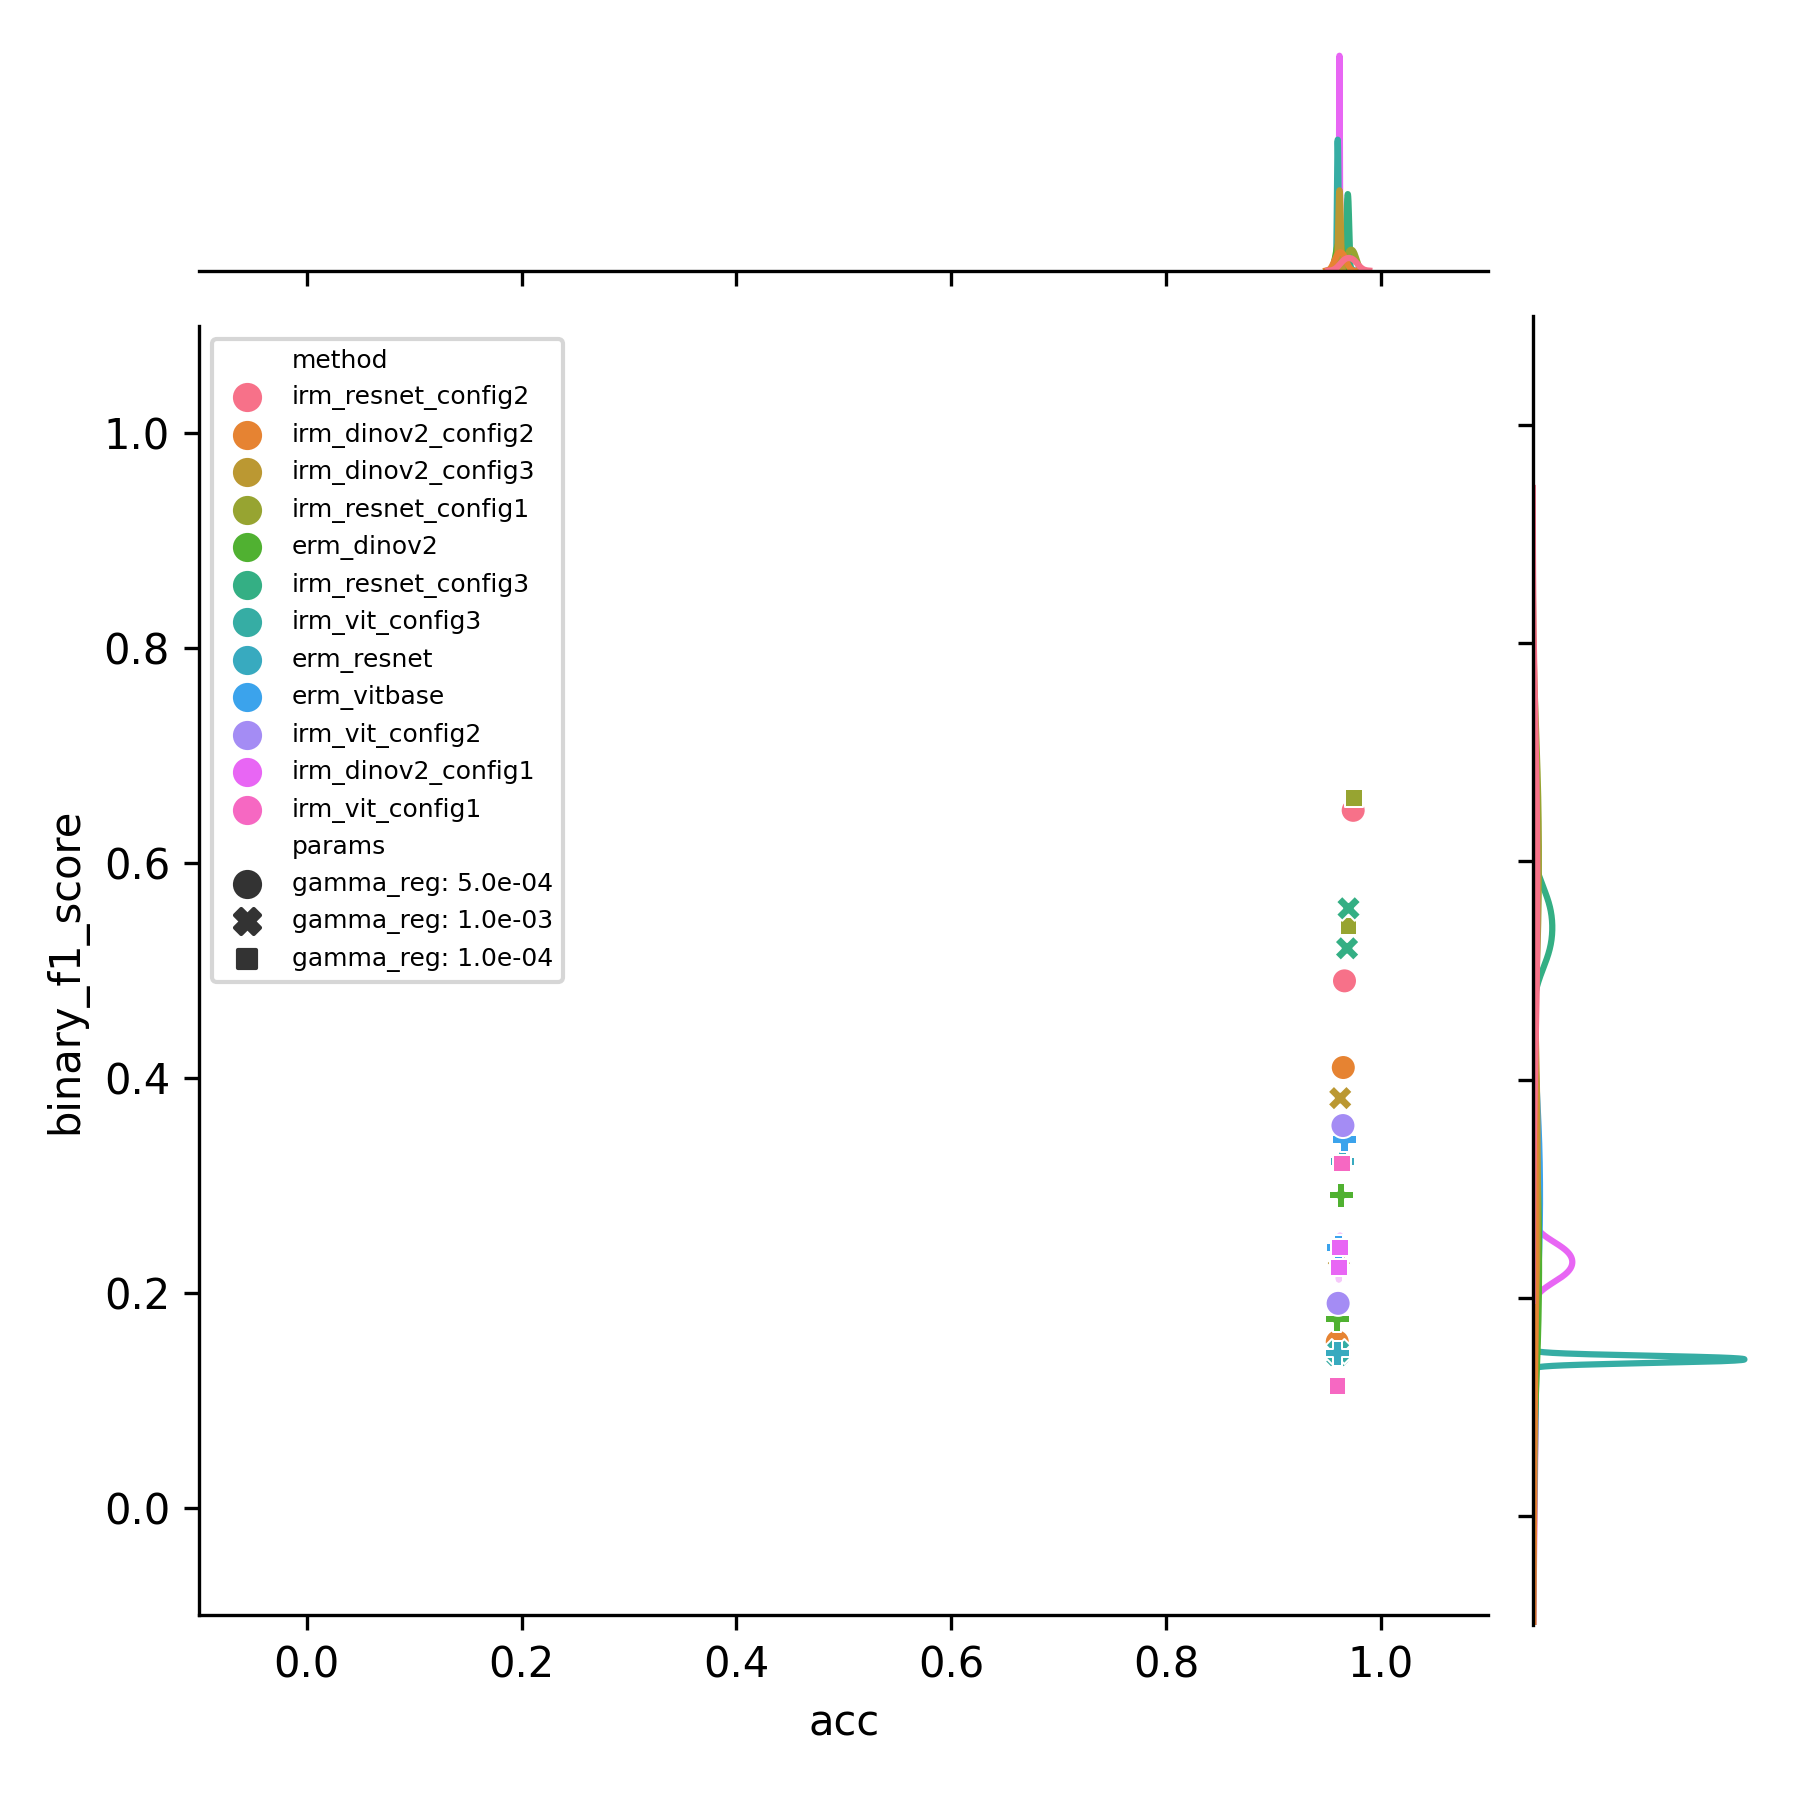 method
irm_resnet_config2
irm_dinov2_config2
irm_dinov2_config3
irm_resnet_config1
erm_dinov2
irm_resnet_config3
irm_vit_config3
erm_resnet
erm_vitbase
irm_vit_config2
irm_dinov2_config1
irm_vit_config1
params
gamma_reg: 5.0e-04
gamma_reg: 1.0e-03
gamma_reg: 1.0e-04
binary_f1_score
1.0
0.8
0.6
0.4
0.2
0.0
0.0 0.2 0.4 0.6 0.8 1.0
acc